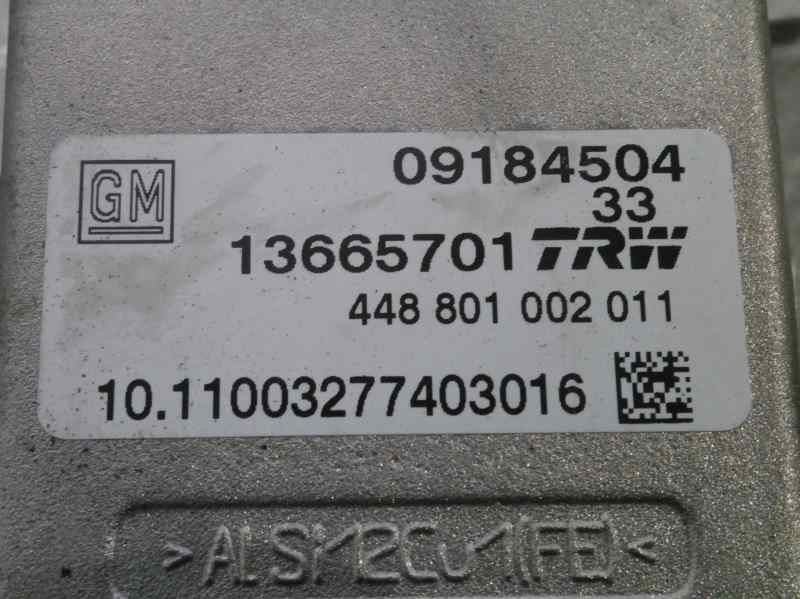 GM
09184504
33
13665701 TRW
448 801 002 011
10.11003277403016
>ALSi12Cu1(FE)<